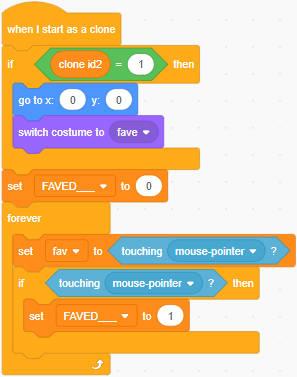 when I start as a clone
if clone id2 = 1 then
go to x: 0 y: 0
switch costume to fave
set FAVED___ to 0
forever
set fav to touching mouse-pointer ?
if touching mouse-pointer ? then
set FAVED___ to 1